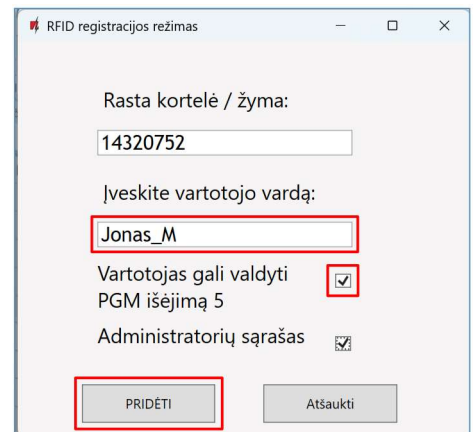 RFID registracijos režimas
Rasta kortelė / žyma:
14320752
Įveskite vartotojo vardą:
Jonas_M
Vartotojas gali valdyti
PGM išėjimą 5
Administratorių sąrašas
PRIDĖTI
Atšaukti